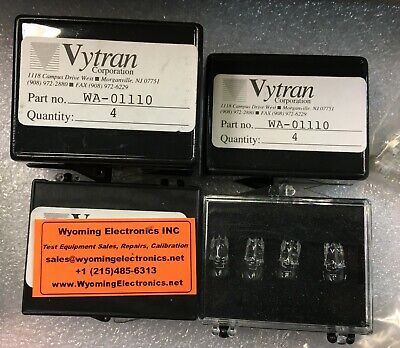 Vytran
Corporation
1118 Campus Drive West ■ Morganville, NJ 07751
(908) 972-2880 ■ FAX (908) 972-6229
Part no. WA-01110
Quantity: 4
Vytran
Corporation
1118 Campus Drive West ■ Morganville, NJ 07751
(908) 972-2880 ■ FAX (908) 972-6229
Part no. WA-01110
Quantity: 4
Wyoming Electronics INC
Test Equipment Sales, Repairs, Calibration
sales@wyomingelectronics.net
+1 (215)485-6313
www.WyomingElectronics.net